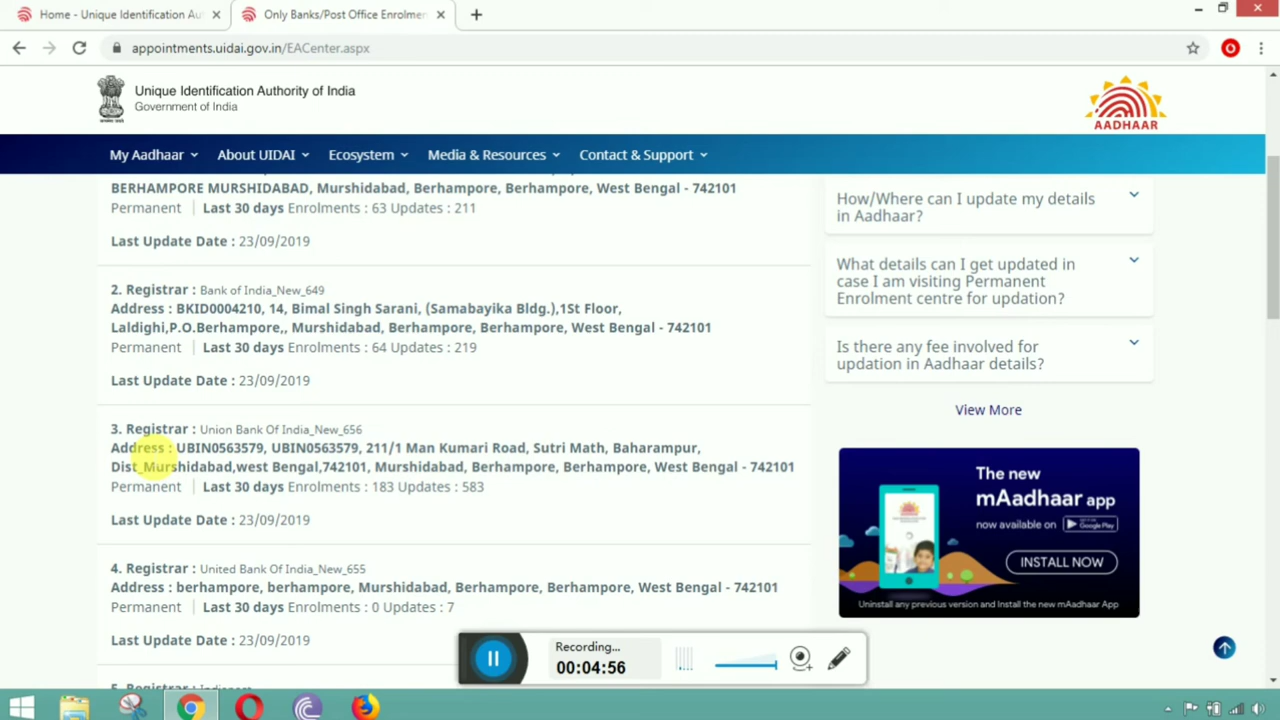 Home - Unique Identification Aut
Only Banks/Post Office Enrolmen
appointments.uidai.gov.in/EACenter.aspx
Unique Identification Authority of India
Government of India
AADHAAR
My Aadhaar
About UIDAI
Ecosystem
Media & Resources
Contact & Support
BERHAMPORE MURSHIDABAD, Murshidabad, Berhampore, Berhampore, West Bengal - 742101
Permanent | Last 30 days Enrolments : 63 Updates : 211
Last Update Date : 23/09/2019
2. Registrar : Bank of India_New_649
Address : BKID0004210, 14, Bimal Singh Sarani, (Samabayika Bldg.),1St Floor,
Laldighi,P.O.Berhampore,, Murshidabad, Berhampore, Berhampore, West Bengal - 742101
Permanent | Last 30 days Enrolments : 64 Updates : 219
Last Update Date : 23/09/2019
3. Registrar : Union Bank Of India_New_656
Address : UBIN0563579, UBIN0563579, 211/1 Man Kumari Road, Sutri Math, Baharampur,
Dist_Murshidabad,west Bengal,742101, Murshidabad, Berhampore, Berhampore, West Bengal - 742101
Permanent | Last 30 days Enrolments : 183 Updates : 583
Last Update Date : 23/09/2019
4. Registrar : United Bank Of India_New_655
Address : berhampore, berhampore, Murshidabad, Berhampore, Berhampore, West Bengal - 742101
Permanent | Last 30 days Enrolments : 0 Updates : 7
Last Update Date : 23/09/2019
How/Where can I update my details
in Aadhaar?
What details can I get updated in
case I am visiting Permanent
Enrolment centre for updation?
Is there any fee involved for
updation in Aadhaar details?
View More
The new
mAadhaar app
now available on Google Play
INSTALL NOW
Uninstall any previous version and Install the new mAadhaar App
Recording...
00:04:56